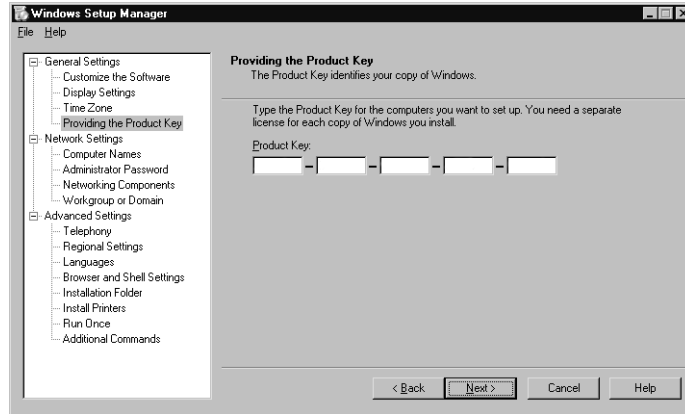 Windows Setup Manager
File Help
General Settings
Customize the Software
Display Settings
Time Zone
Providing the Product Key
Network Settings
Computer Names
Administrator Password
Networking Components
Workgroup or Domain
Advanced Settings
Telephony
Regional Settings
Languages
Browser and Shell Settings
Installation Folder
Install Printers
Run Once
Additional Commands
Providing the Product Key
The Product Key identifies your copy of Windows.
Type the Product Key for the computers you want to set up. You need a separate
license for each copy of Windows you install.
Product Key:
< Back Next > Cancel Help